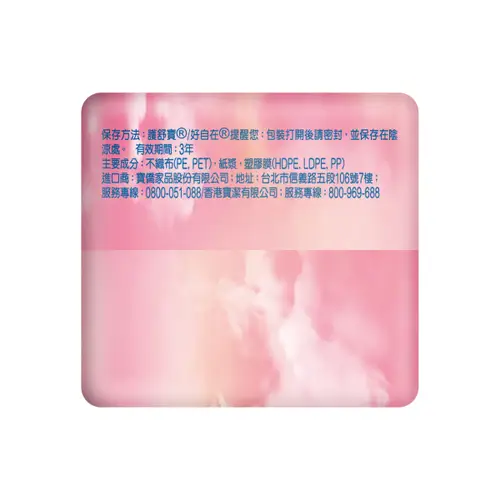 保存方法：護舒寶®/好自在®提醒您：包裝打開後請密封，並保存在陰
涼處。 有效期間：3年
主要成分：不織布(PE, PET)，紙漿，塑膠膜(HDPE, LDPE, PP)
進口商：寶僑家品股份有限公司；地址：台北市信義路五段106號7樓；
服務專線：0800-051-088/香港寶潔有限公司；服務專線：800-969-688